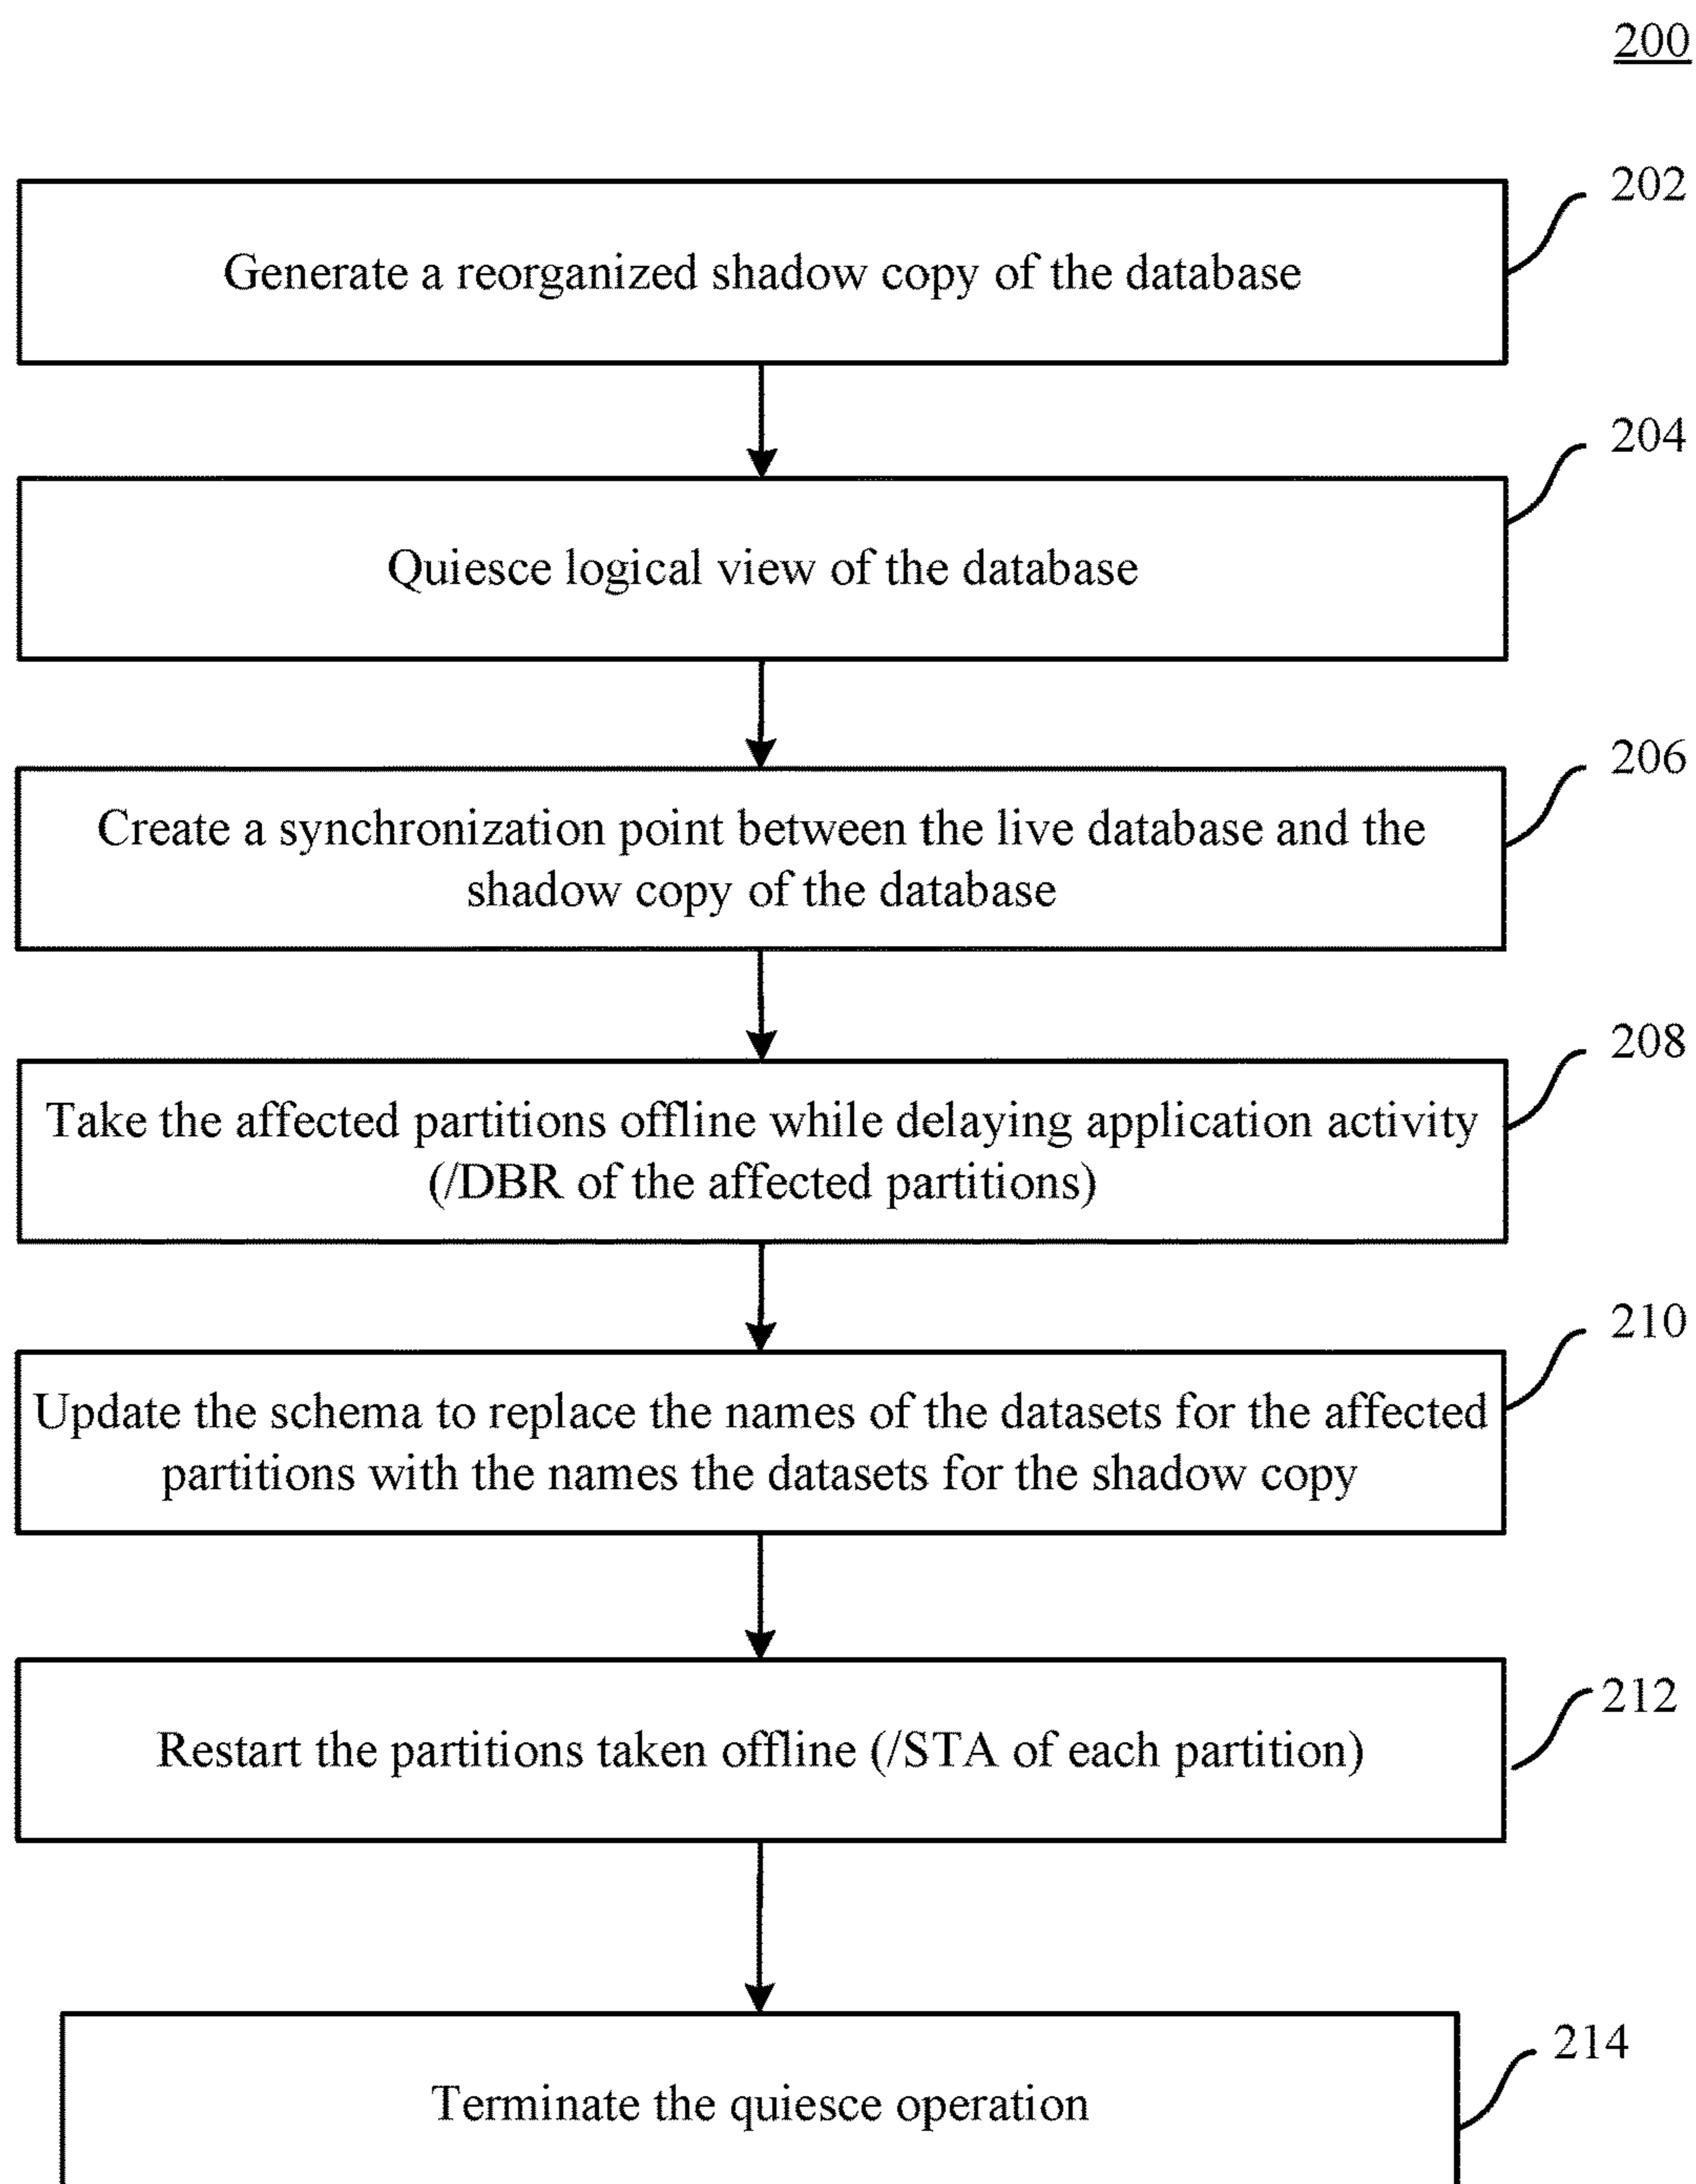 200
202
Generate a reorganized shadow copy of the database
204
Quiesce logical view of the database
206
Create a synchronization point between the live database and the
shadow copy of the database
208
Take the affected partitions offline while delaying application activity
(/DBR of the affected partitions)
210
Update the schema to replace the names of the datasets for the affected
partitions with the names the datasets for the shadow copy
212
Restart the partitions taken offline (/STA of each partition)
214
Terminate the quiesce operation